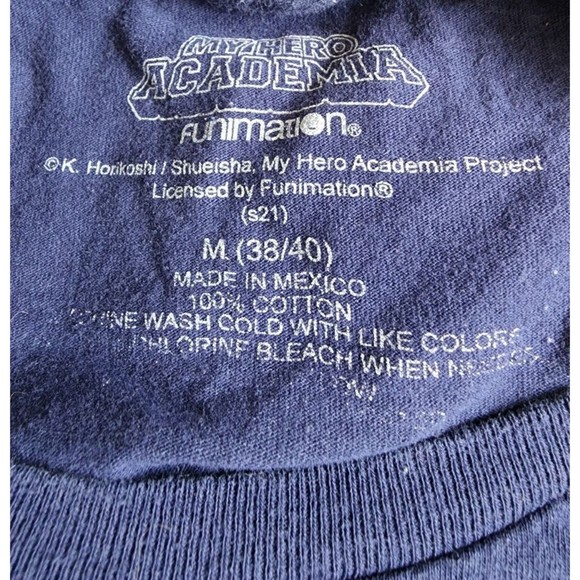 MY HERO
ACADEMIA
FUNIMATION®
©K. Horikoshi / Shueisha, My Hero Academia Project
Licensed by Funimation®
(s21)
M (38/40)
MADE IN MEXICO
100% COTTON
WASH COLD WITH LIKE COLORS
CHLORINE BLEACH WHEN